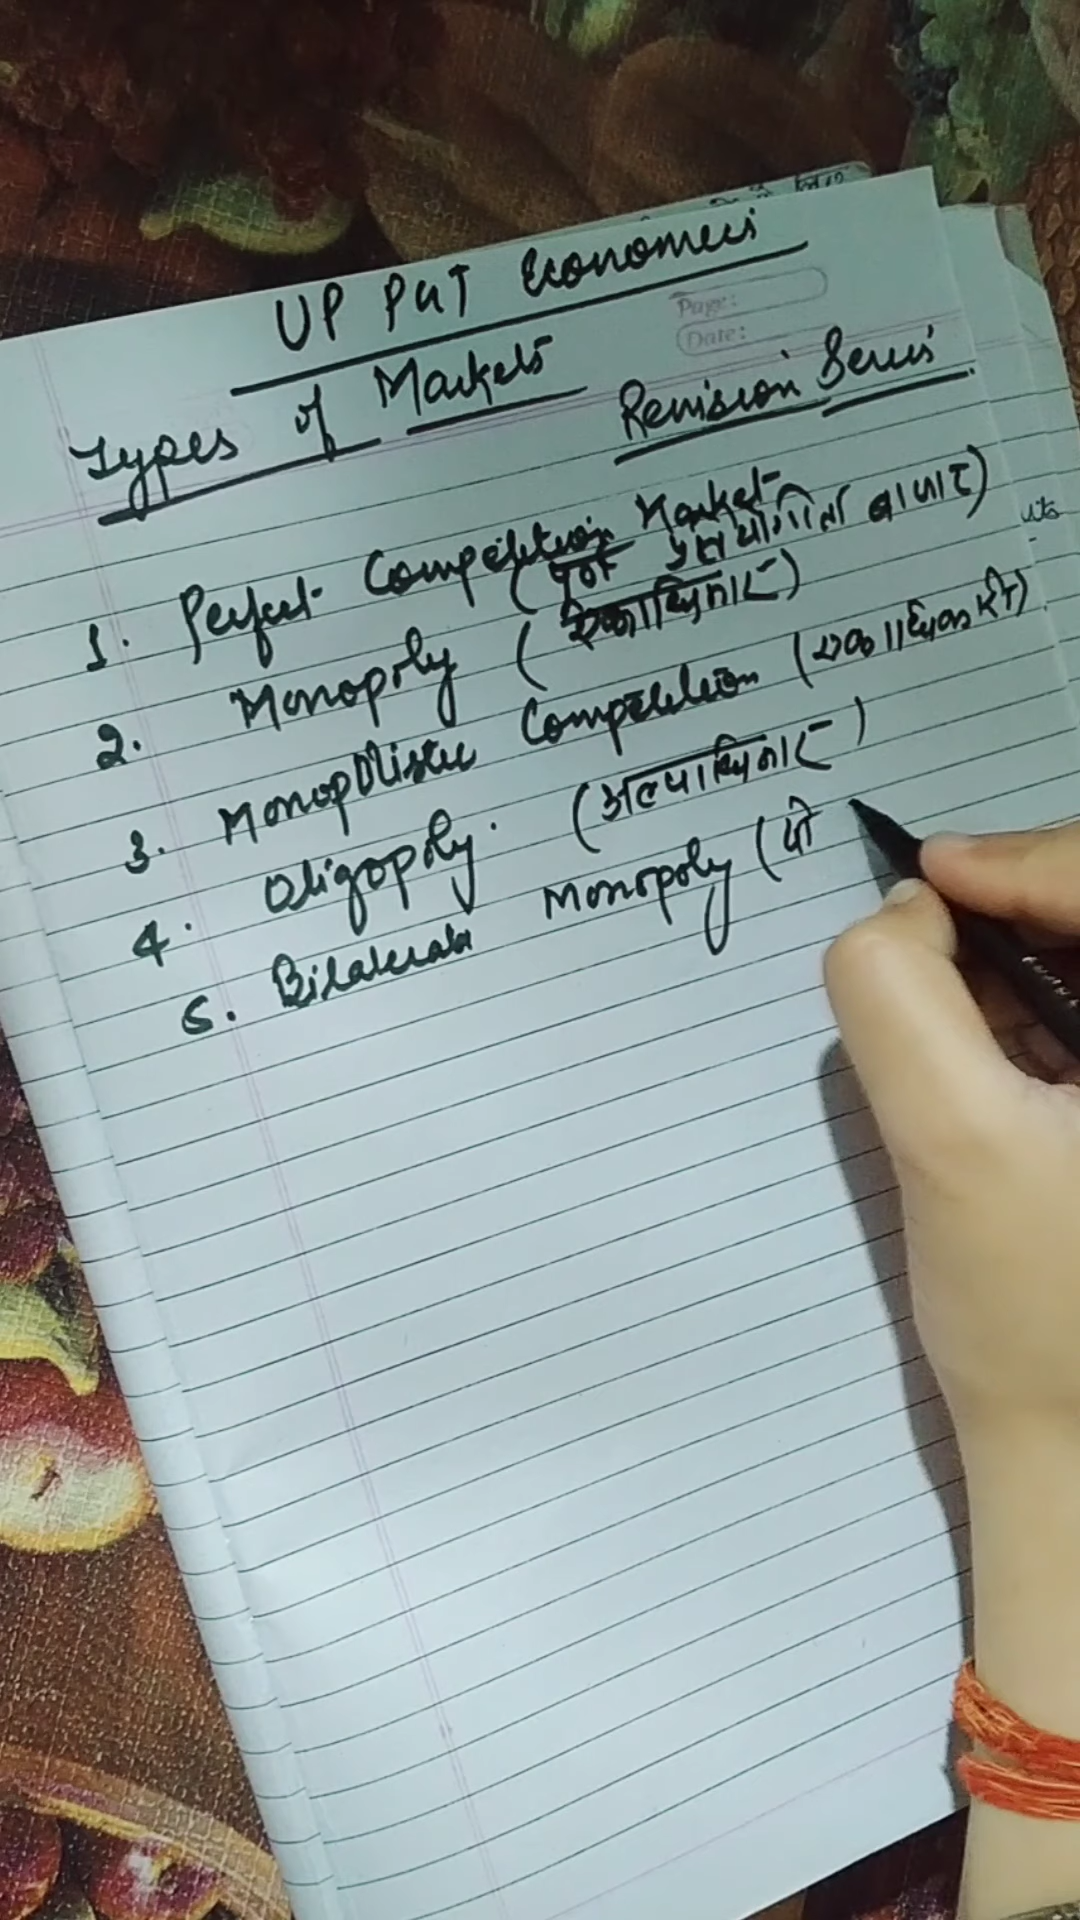 UP PGT Economics
Page:
Date:
Types of Markets
Revision Series
1. Perfect Competition Market
(पूर्ण प्रतियोगिता बाजार)
2. Monopoly (एकाधिकार)
3. Monopolistic Competition (एकाधिकारी)
4. Oligopoly. (अल्पाधिकार)
5. Bilateral Monopoly (द्वि